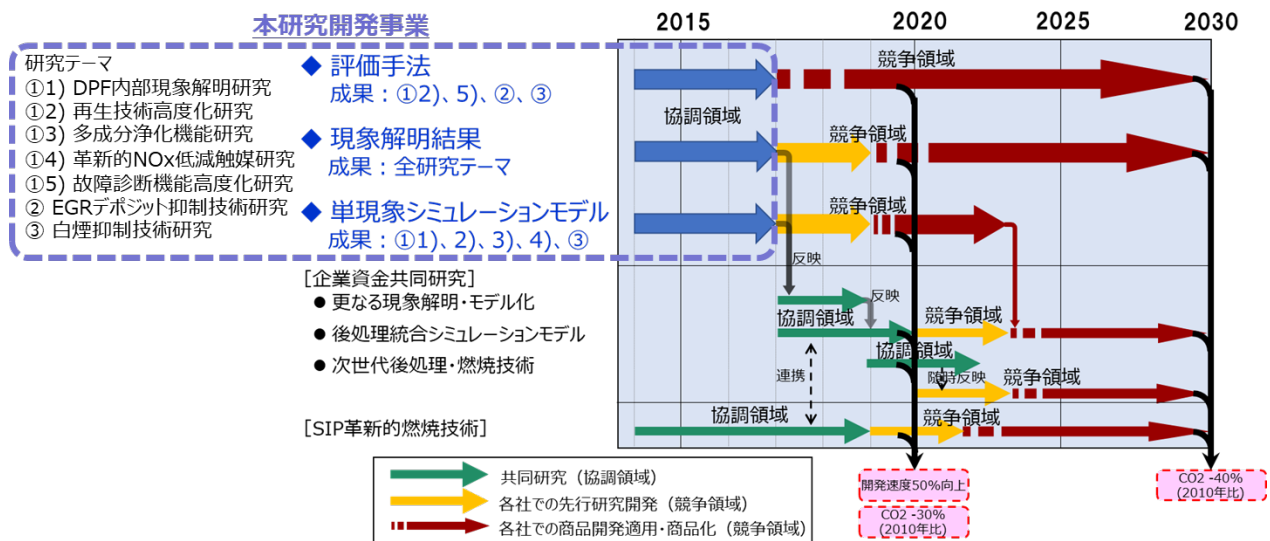 本研究開発事業
2015
2020
2025
2030
研究テーマ
①1) DPF内部現象解明研究
①2) 再生技術高度化研究
①3) 多成分浄化機能研究
①4) 革新的NOx低減触媒研究
①5) 故障診断機能高度化研究
② EGRデポジット抑制技術研究
③ 白煙抑制技術研究
◆ 評価手法
成果：①2)、5)、②、③
◆ 現象解明結果
成果：全研究テーマ
◆ 単現象シミュレーションモデル
成果：①1)、2)、3)、4)、③
競争領域
協調領域
競争領域
競争領域
反映
[企業資金共同研究]
● 更なる現象解明・モデル化
● 後処理統合シミュレーションモデル
● 次世代後処理・燃焼技術
反映
協調領域
競争領域
協調領域
連携
随時反映
競争領域
[SIP革新的燃焼技術]
協調領域
競争領域
共同研究（協調領域）
各社での先行研究開発（競争領域）
各社での商品開発適用・商品化（競争領域）
開発速度50%向上
CO2 -30%
(2010年比)
CO2 -40%
(2010年比)